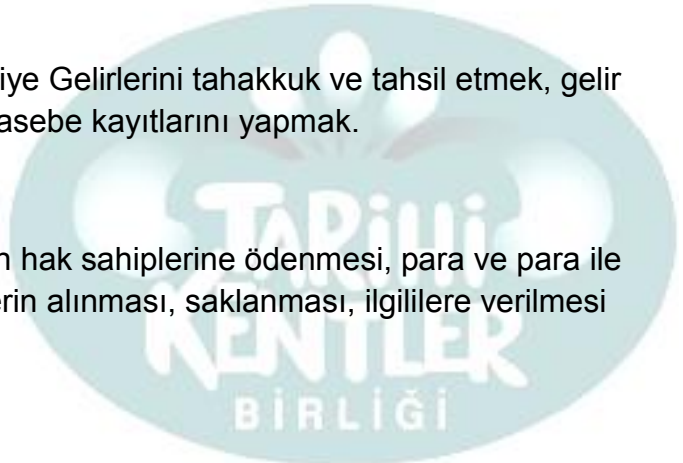 iye Gelirlerini tahakkuk ve tahsil etmek, gelir
asebe kayıtlarını yapmak.
TARİHİ
n hak sahiplerine ödenmesi, para ve para ile
erin alınması, saklanması, ilgililere verilmesi
KENTLER
BİRLİĞİ